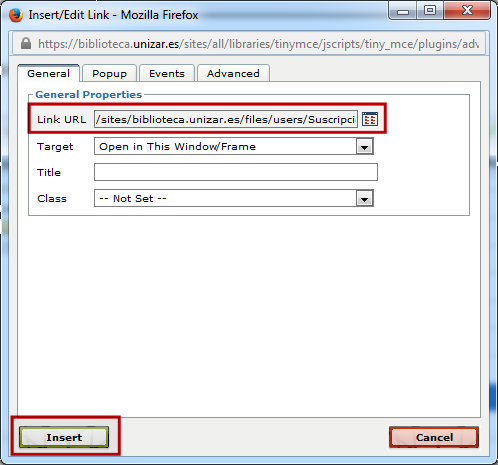 Insert/Edit Link - Mozilla Firefox
https://biblioteca.unizar.es/sites/all/libraries/tinymce/jscripts/tiny_mce/plugins/adv
General Popup Events Advanced
General Properties
Link URL /sites/biblioteca.unizar.es/files/users/Suscripci
Target Open in This Window/Frame
Title
Class -- Not Set --
Insert Cancel